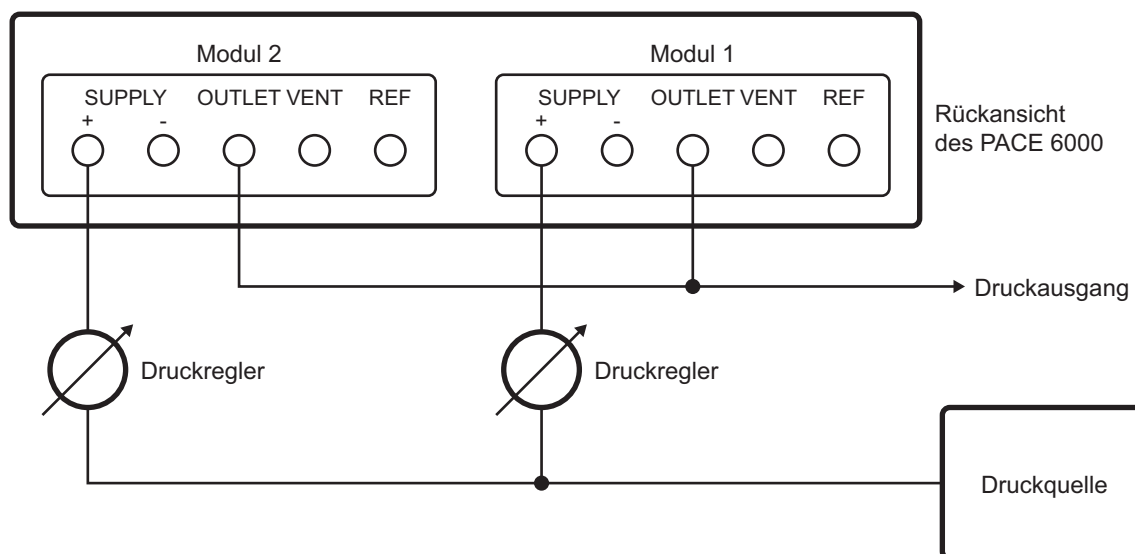 Modul 2
Modul 1
SUPPLY OUTLET VENT REF
+ -
SUPPLY OUTLET VENT REF
+ -
Rückansicht
des PACE 6000
Druckausgang
Druckregler
Druckregler
Druckquelle